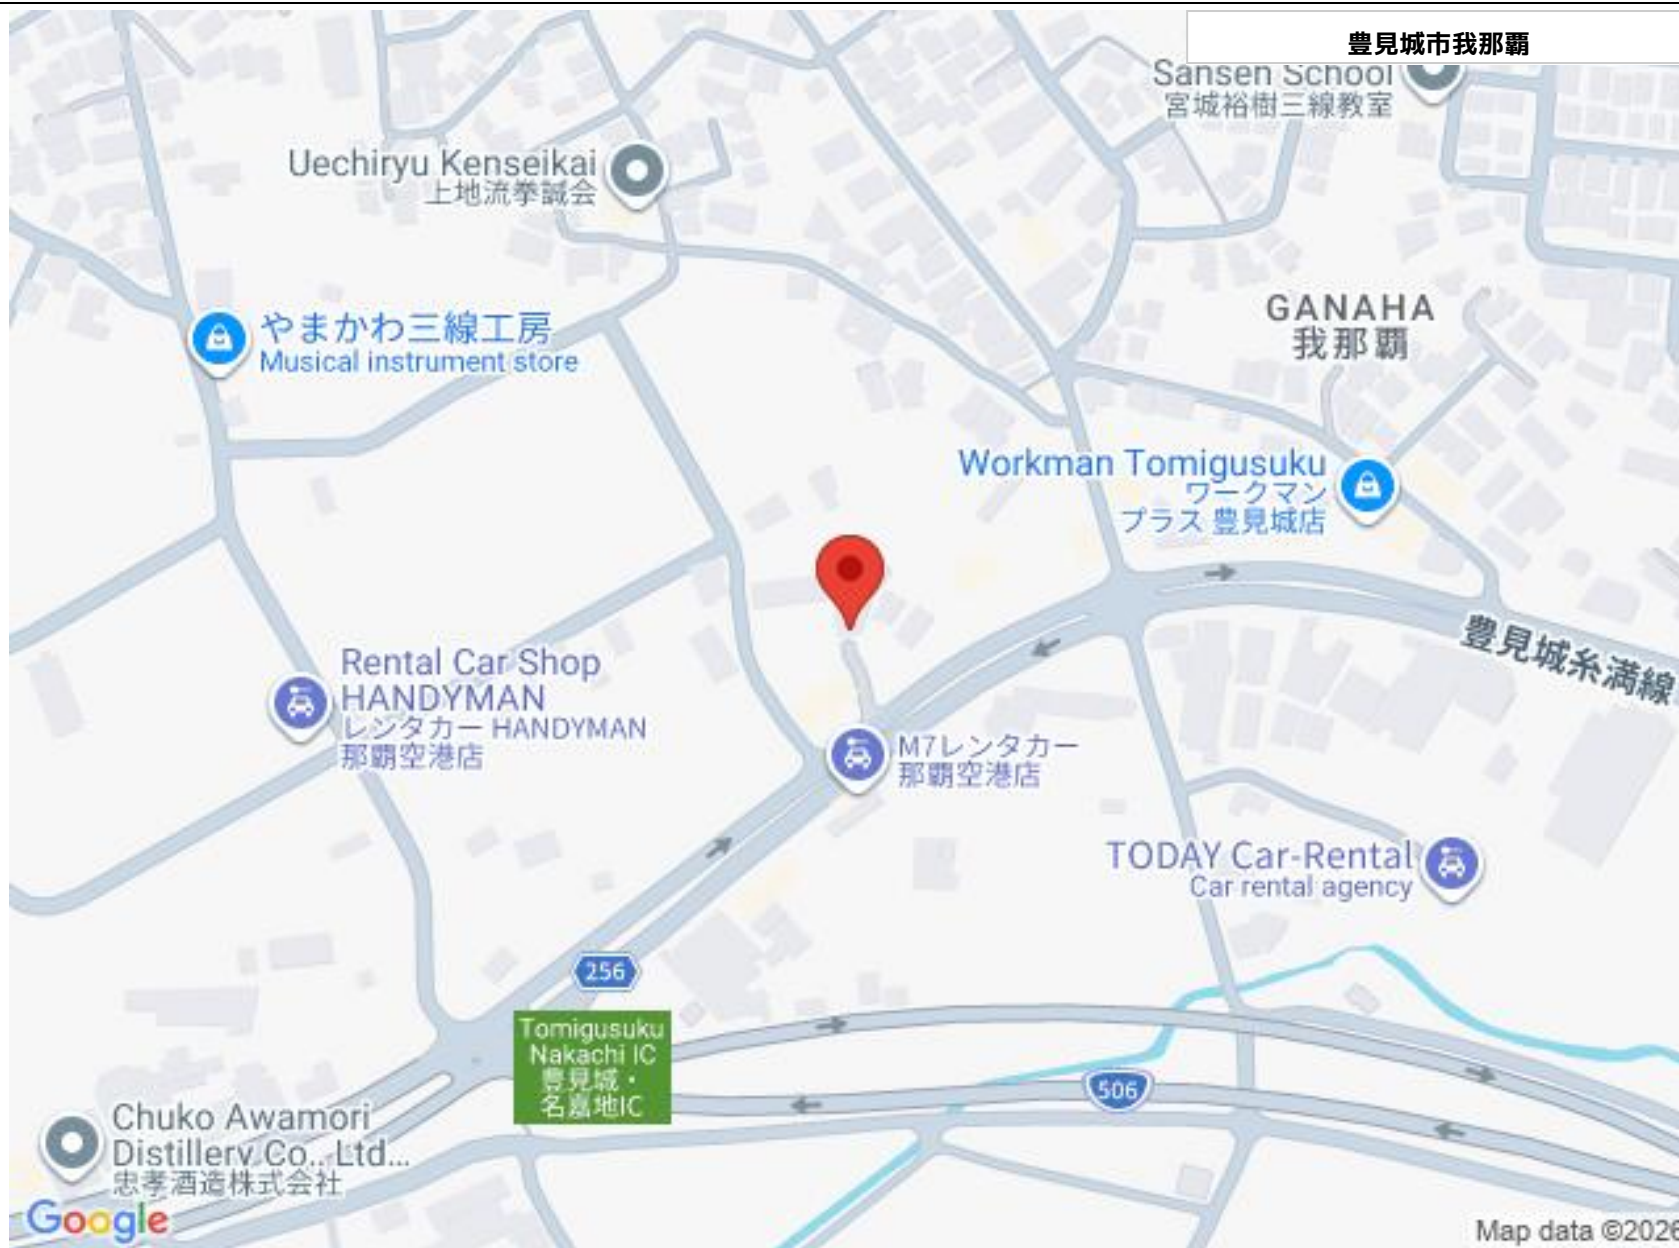 豊見城市我那覇
Sansen School
宮城裕樹三線教室
Uechiryu Kenseikai
上地流拳誠会
GANAHA
我那覇
やまかわ三線工房
Musical instrument store
Workman Tomigusuku
ワークマン
プラス 豊見城店
豊見城糸満線
Rental Car Shop
HANDYMAN
レンタカー HANDYMAN
那覇空港店
M7レンタカー
那覇空港店
TODAY Car-Rental
Car rental agency
256
Tomigusuku
Nakachi IC
豊見城・
名嘉地IC
506
Chuko Awamori
Distillery Co., Ltd...
忠孝酒造株式会社
Google
Map data ©2026